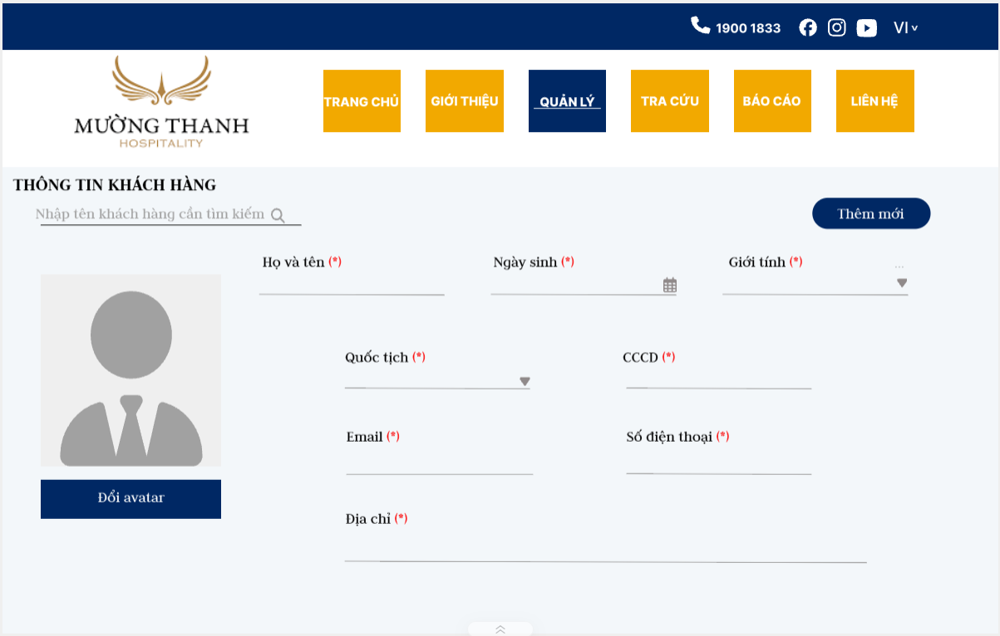 1900 1833 VI
MƯỜNG THANH
HOSPITALITY
TRANG CHỦ GIỚI THIỆU QUẢN LÝ TRA CỨU BÁO CÁO LIÊN HỆ
THÔNG TIN KHÁCH HÀNG
Nhập tên khách hàng cần tìm kiếm
Thêm mới
Họ và tên (*) Ngày sinh (*) Giới tính (*) ...
Quốc tịch (*) CCCD (*)
Email (*) Số điện thoại (*)
Đổi avatar
Địa chỉ (*)